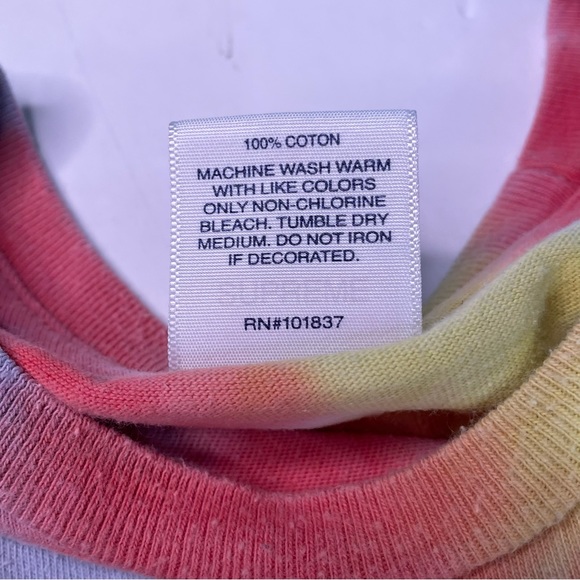 100% COTON
MACHINE WASH WARM
WITH LIKE COLORS
ONLY NON-CHLORINE
BLEACH. TUMBLE DRY
MEDIUM. DO NOT IRON
IF DECORATED.
SUPREME
RN#101837